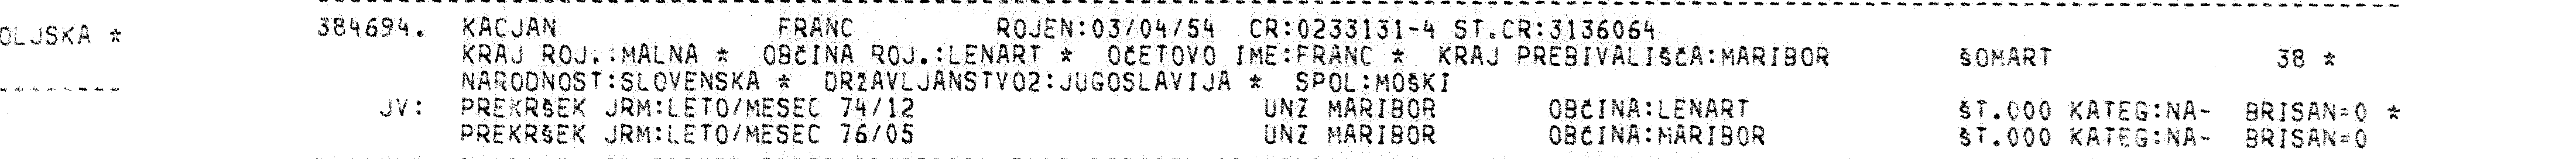 OLJSKA *
384694. KACJAN FRANC ROJEN:03/04/54 CR:0233131-4 ST.CR:3136064
KRAJ ROJ.:MALNA * OBČINA ROJ.:LENART * OČETOVO IME:FRANC * KRAJ PREBIVALIŠČA:MARIBOR ŠOMART 38 *
NARODNOST:SLOVENSKA * DRŽAVLJANSTVO2:JUGOSLAVIJA * SPOL:MOŠKI
JV: PREKRŠEK JRM:LETO/MESEC 74/12 UNZ MARIBOR OBČINA:LENART ŠT.000 KATEG:NA- BRISAN=0 *
PREKRŠEK JRM:LETO/MESEC 76/05 UNZ MARIBOR OBČINA:MARIBOR ŠT.000 KATEG:NA- BRISAN=0